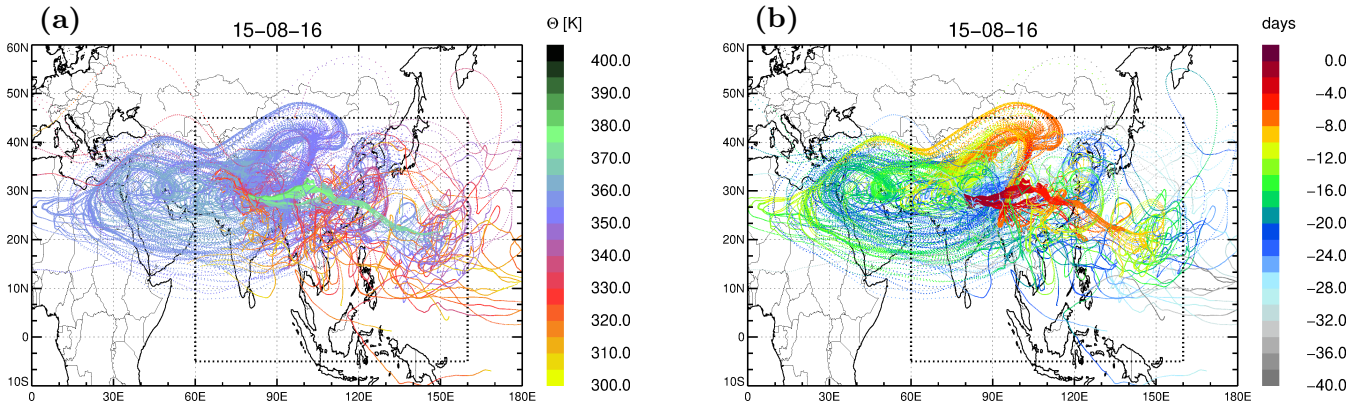 (a)
15-08-16
Θ [K]
60N
50N
40N
30N
20N
10N
0
10S
0
30E
60E
90E
120E
150E
180E
400.0
390.0
380.0
370.0
360.0
350.0
340.0
330.0
320.0
310.0
300.0
(b)
15-08-16
days
60N
50N
40N
30N
20N
10N
0
10S
0
30E
60E
90E
120E
150E
180E
0.0
-4.0
-8.0
-12.0
-16.0
-20.0
-24.0
-28.0
-32.0
-36.0
-40.0